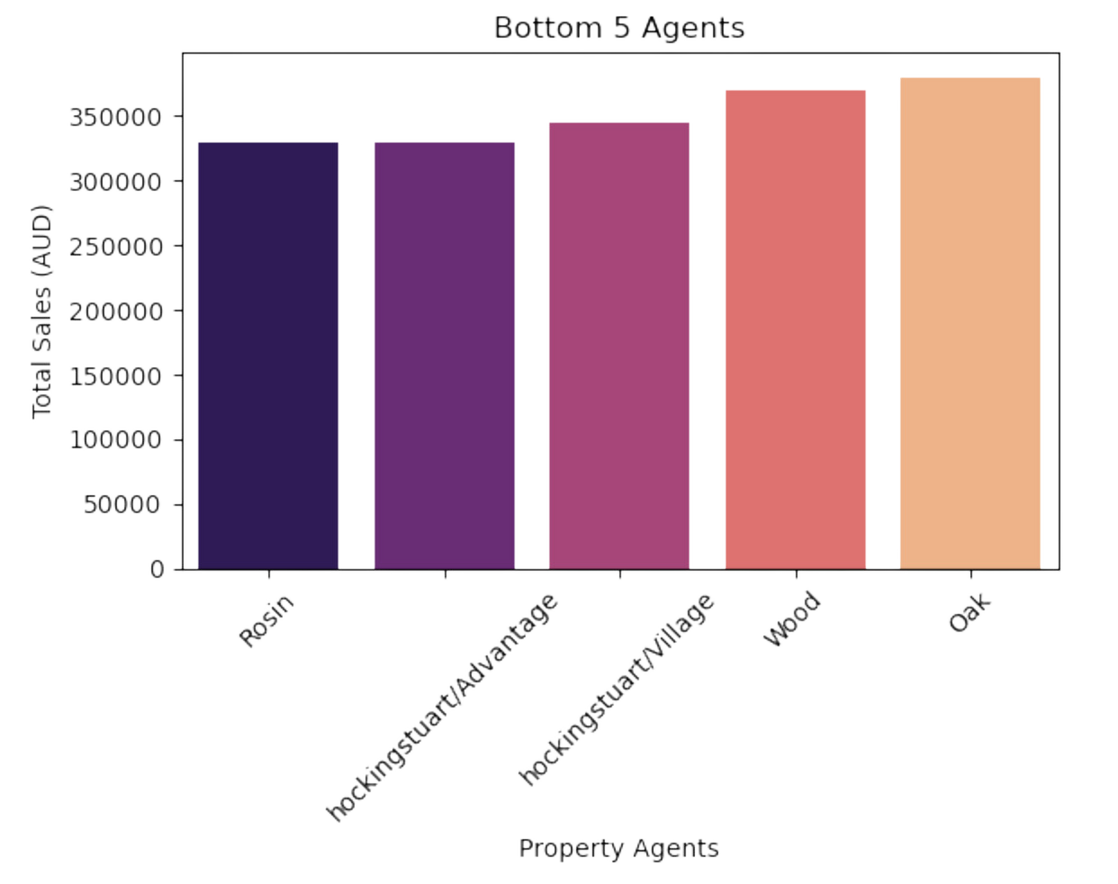 Bottom 5 Agents
Total Sales (AUD)
350000
300000
250000
200000
150000
100000
50000
0
Rosin
hockingstuart/Advantage
hockingstuart/Village
Wood
Oak
Property Agents